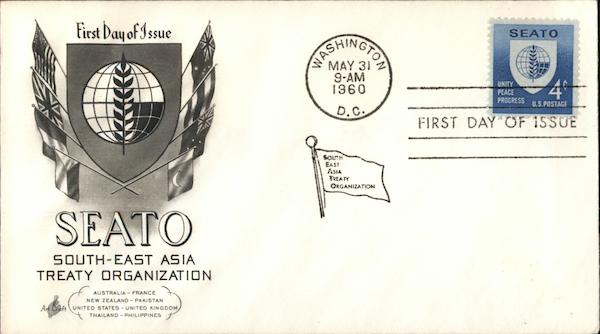 First Day of Issue
SEATO
SOUTH-EAST ASIA
TREATY ORGANIZATION
AUSTRALIA - FRANCE
NEW ZEALAND - PAKISTAN
UNITED STATES - UNITED KINGDOM
THAILAND - PHILIPPINES
Art Craft
WASHINGTON
MAY 31
9-AM
1960
D.C.
SOUTH
EAST
ASIA
TREATY
ORGANIZATION
SEATO
UNITY
PEACE
PROGRESS
4¢
U.S. POSTAGE
FIRST DAY OF ISSUE